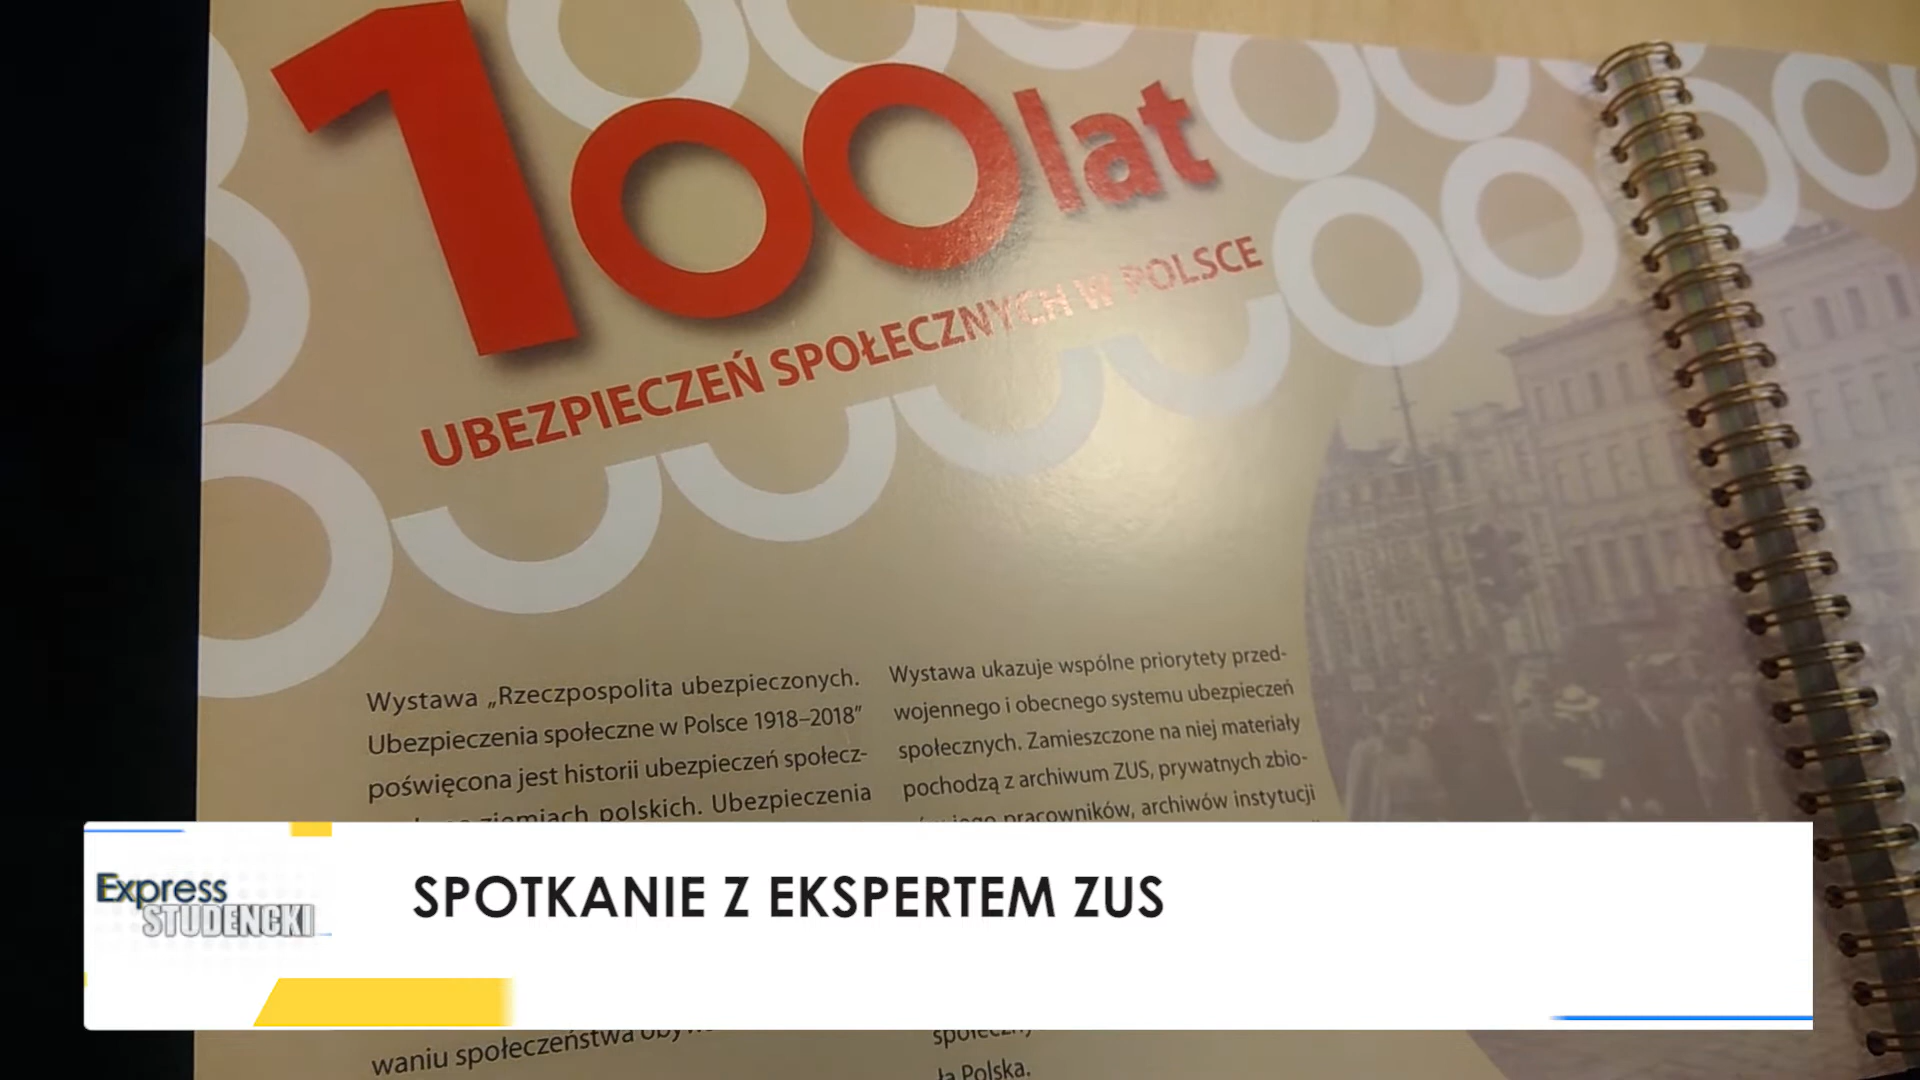 100 lat
UBEZPIECZEŃ SPOŁECZNYCH W POLSCE
Wystawa „Rzeczpospolita ubezpieczonych.
Ubezpieczenia społeczne w Polsce 1918–2018”
poświęcona jest historii ubezpieczeń społecz-
ziemiach polskich. Ubezpieczenia
waniu społeczeństwa
Wystawa ukazuje wspólne priorytety przed-
wojennego i obecnego systemu ubezpieczeń
społecznych. Zamieszczone na niej materiały
pochodzą z archiwum ZUS, prywatnych zbio-
jego pracowników, archiwów instytucji
Polska.
Express
STUDENCKI
SPOTKANIE Z EKSPERTEM ZUS